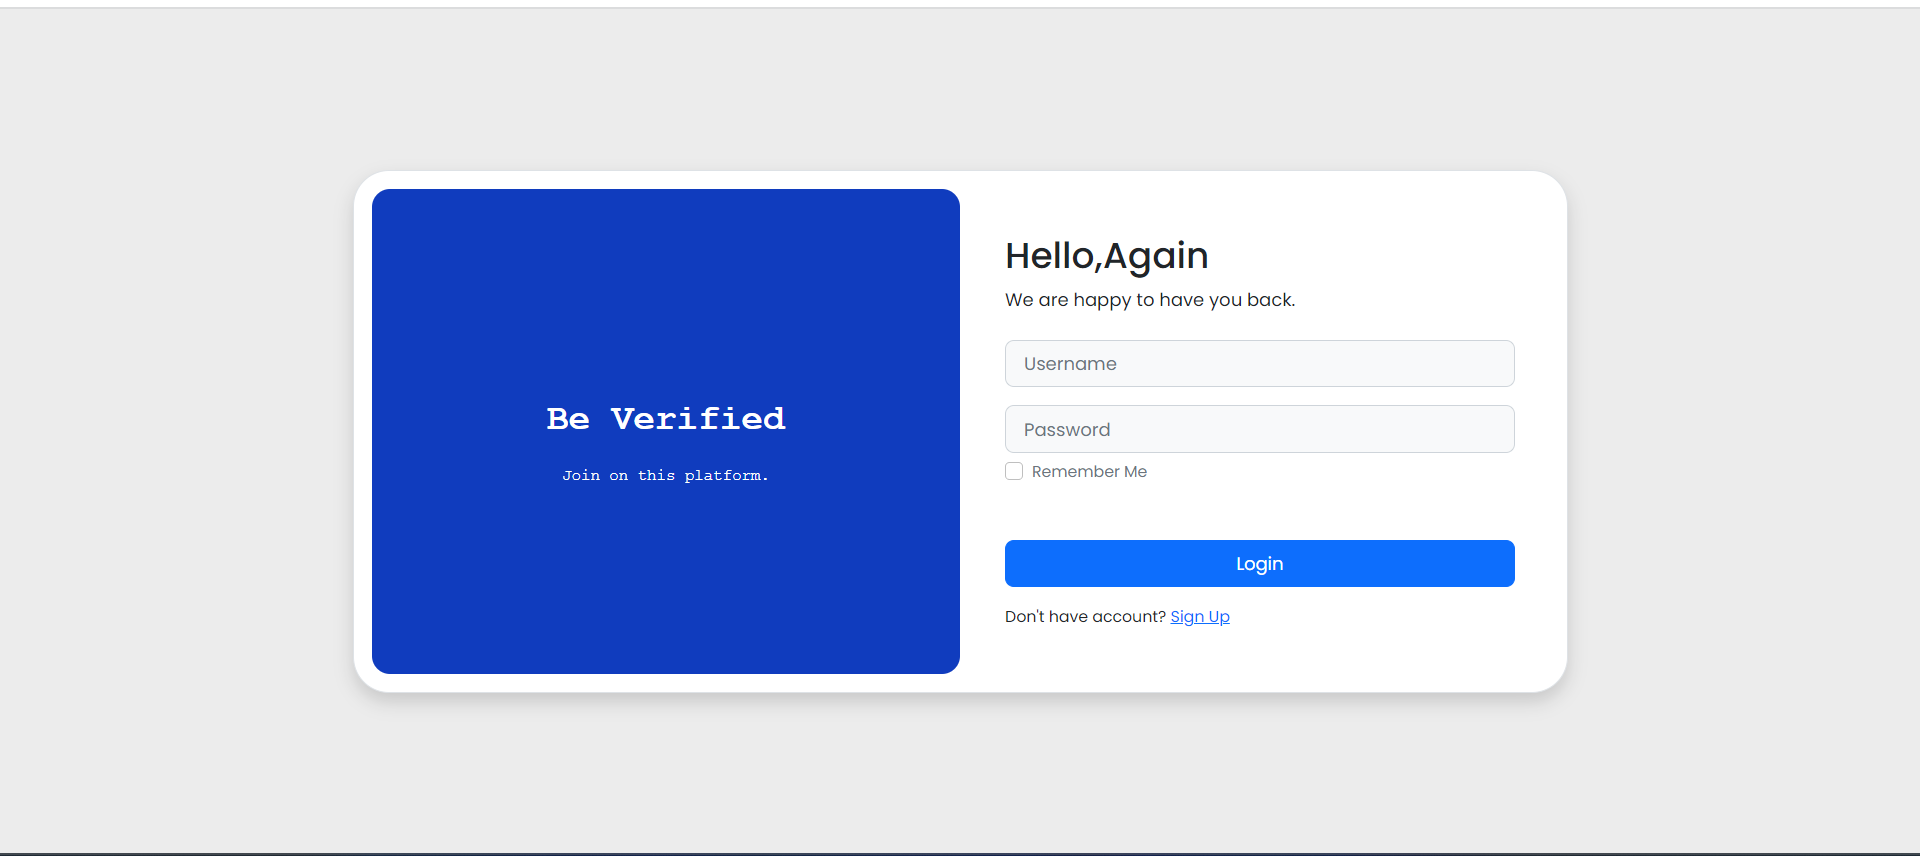 Be Verified
Join on this platform.
Hello,Again
We are happy to have you back.
Username
Password
Remember Me
Login
Don't have account? Sign Up